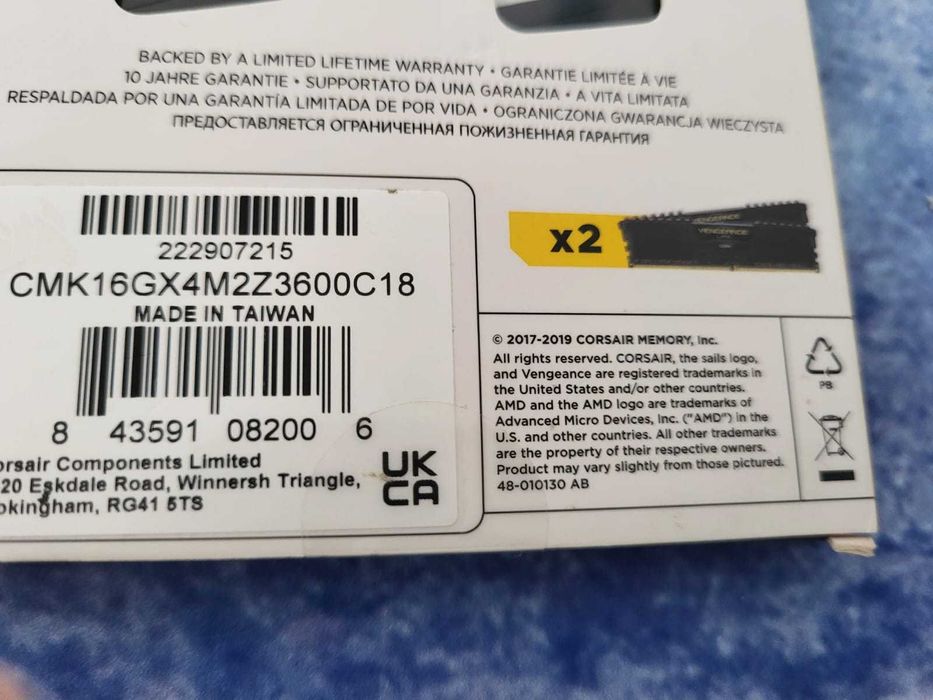 BACKED BY A LIMITED LIFETIME WARRANTY • GARANTIE LIMITÉE À VIE
10 JAHRE GARANTIE • SUPPORTATO DA UNA GARANZIA • A VITA LIMITATA
RESPALDADA POR UNA GARANTÍA LIMITADA DE POR VIDA • OGRANICZONA GWARANCJA WIECZYSTA
ПРЕДОСТАВЛЯЕТСЯ ОГРАНИЧЕННАЯ ПОЖИЗНЕННАЯ ГАРАНТИЯ
222907215
CMK16GX4M2Z3600C18
MADE IN TAIWAN
8 43591 08200 6
orsair Components Limited
20 Eskdale Road, Winnersh Triangle,
okingham, RG41 5TS
UK
CA
x2
VENGEANCE
VENGEANCE
© 2017-2019 CORSAIR MEMORY, Inc.
All rights reserved. CORSAIR, the sails logo,
and Vengeance are registered trademarks in
the United States and/or other countries.
AMD and the AMD logo are trademarks of
Advanced Micro Devices, Inc. ("AMD") in the
U.S. and other countries. All other trademarks
are the property of their respective owners.
Product may vary slightly from those pictured.
48-010130 AB
PB